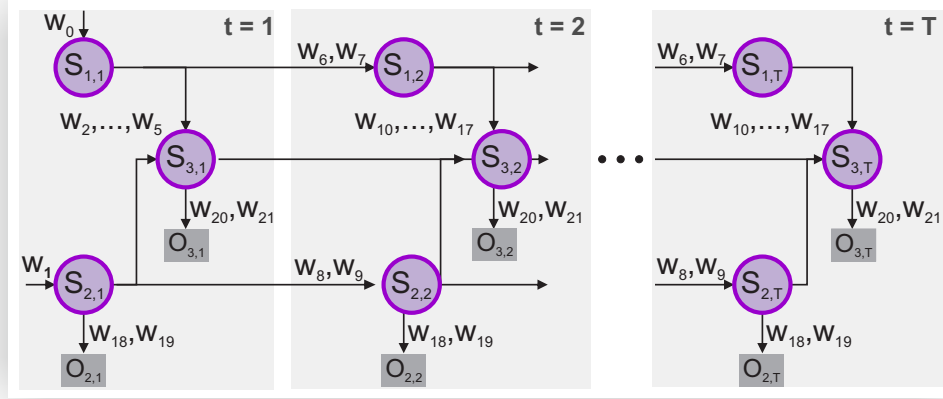 W0
t = 1
t = 2
t = T
S1,1
W6,W7
S1,2
W6,W7
S1,T
W2,...,W5
W10,...,W17
W10,...,W17
S3,1
S3,2
...
S3,T
W20,W21
W20,W21
W20,W21
O3,1
O3,2
O3,T
W1
S2,1
W8,W9
S2,2
W8,W9
S2,T
W18,W19
W18,W19
W18,W19
O2,1
O2,2
O2,T